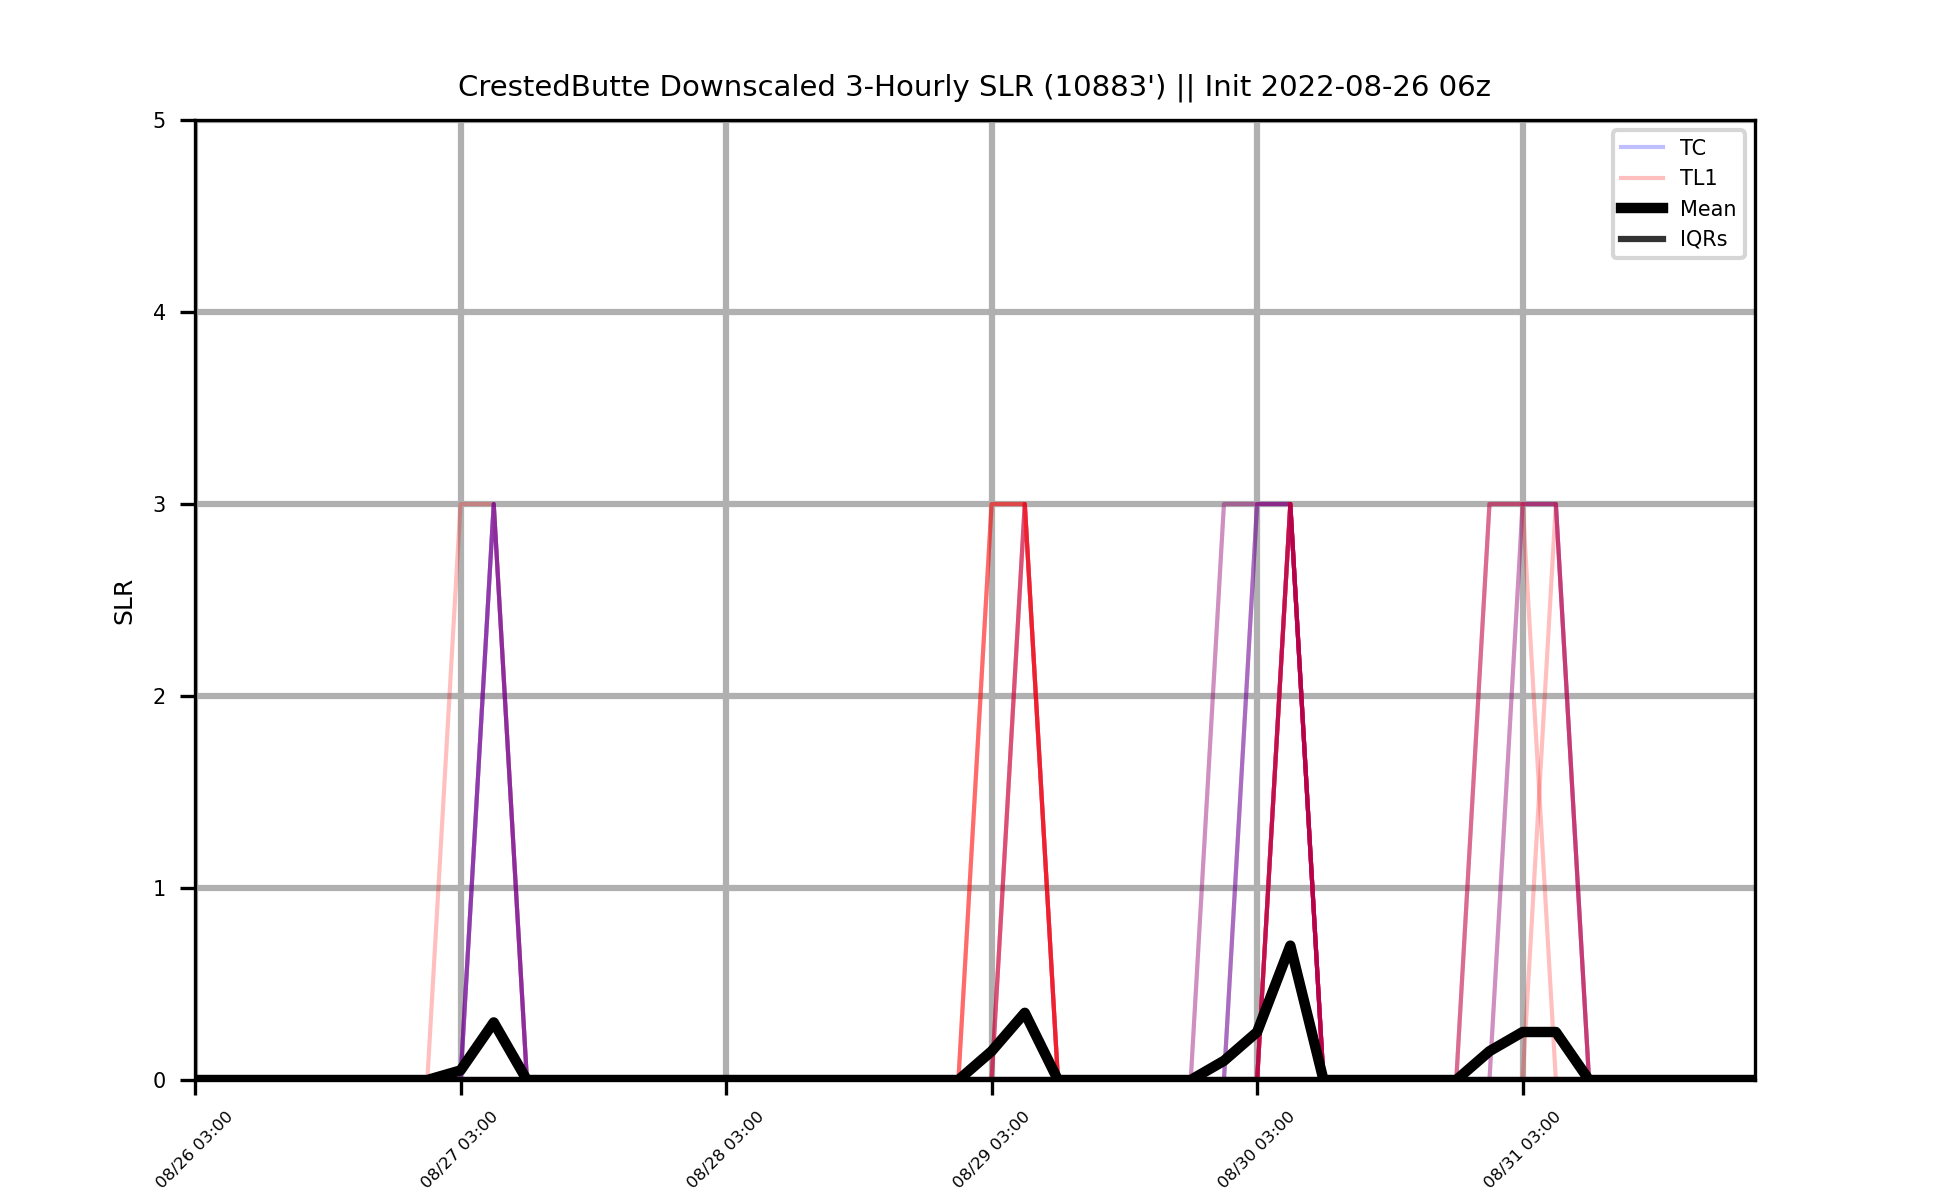 CrestedButte Downscaled 3-Hourly SLR (10883') || Init 2022-08-26 06z
5
4
3
2
1
0
SLR
TC
TL1
Mean
IQRs
08/26 03:00
08/27 03:00
08/28 03:00
08/29 03:00
08/30 03:00
08/31 03:00